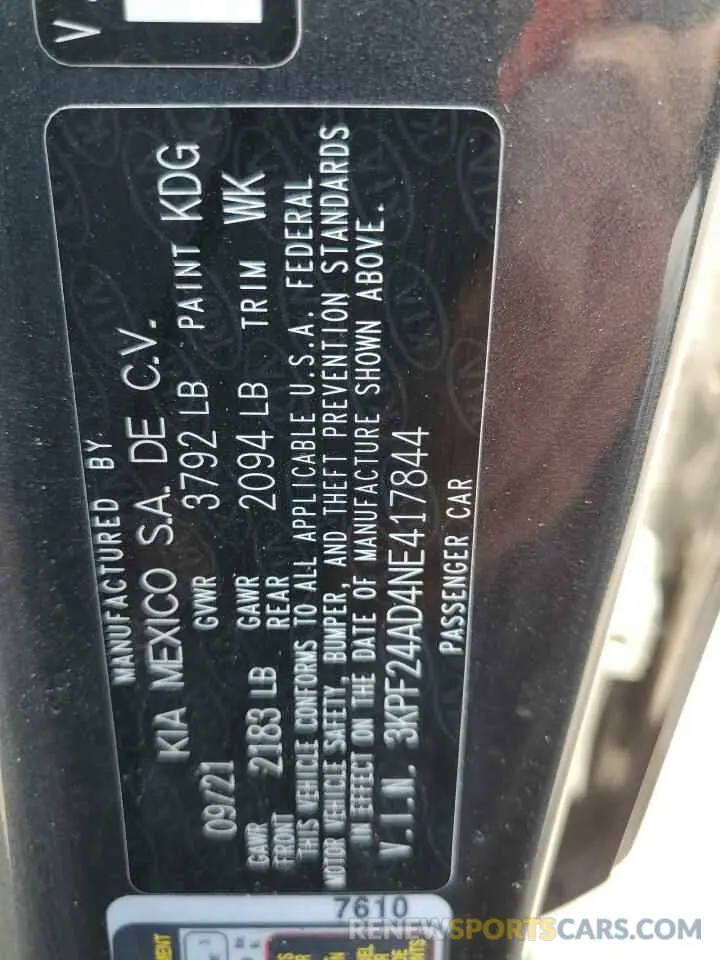 V
MANUFACTURED BY
KIA MEXICO S.A. DE C.V.
09/21 GVWR 3792 LB PAINT KDG
GAWR FRONT 2183 LB GAWR REAR 2094 LB TRIM WK
THIS VEHICLE CONFORMS TO ALL APPLICABLE U.S.A. FEDERAL
MOTOR VEHICLE SAFETY, BUMPER, AND THEFT PREVENTION STANDARDS
IN EFFECT ON THE DATE OF MANUFACTURE SHOWN ABOVE.
V.I.N. 3KPF24AD4NE417844
PASSENGER CAR
7610
RENEWSPORTSCARS.COM